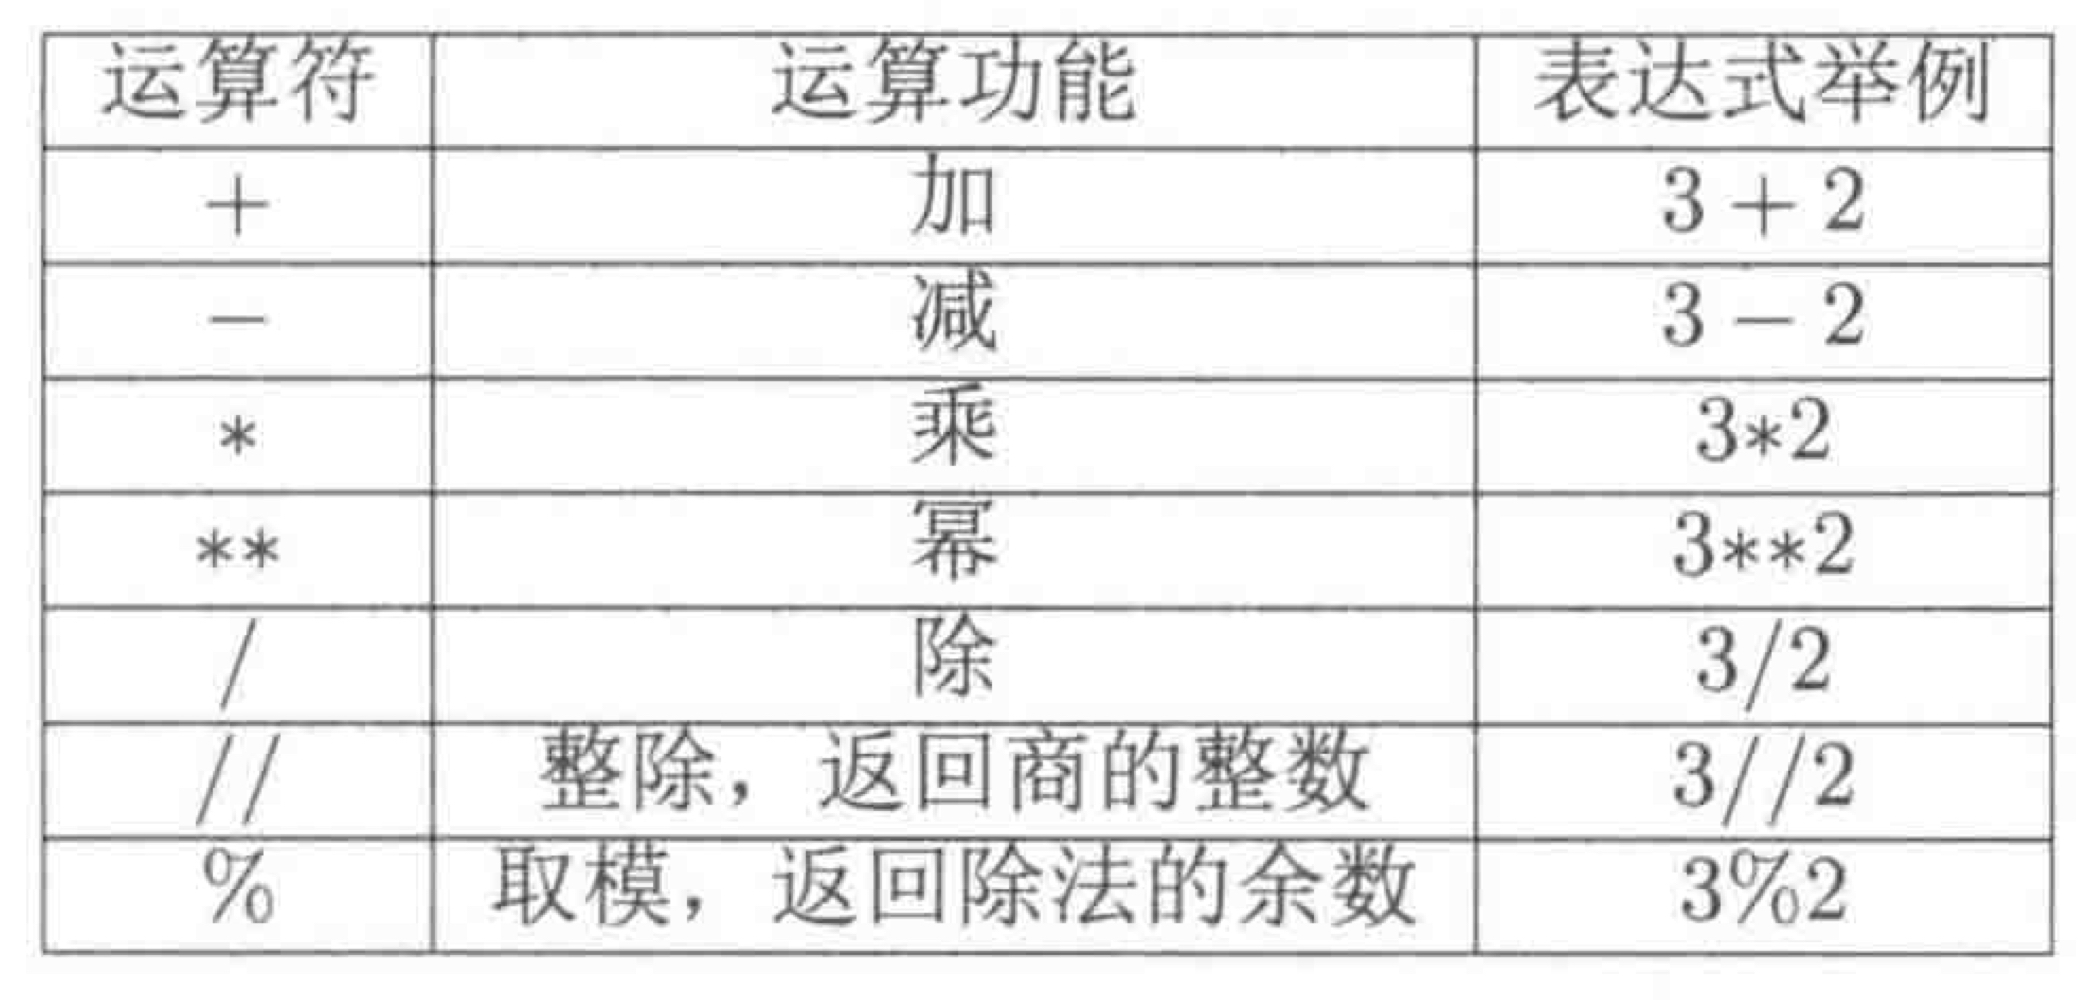 运算符 运算功能 表达式举例
+ 加 3 + 2
− 减 3 − 2
* 乘 3*2
** 幂 3**2
/ 除 3/2
// 整除，返回商的整数 3//2
% 取模，返回除法的余数 3%2